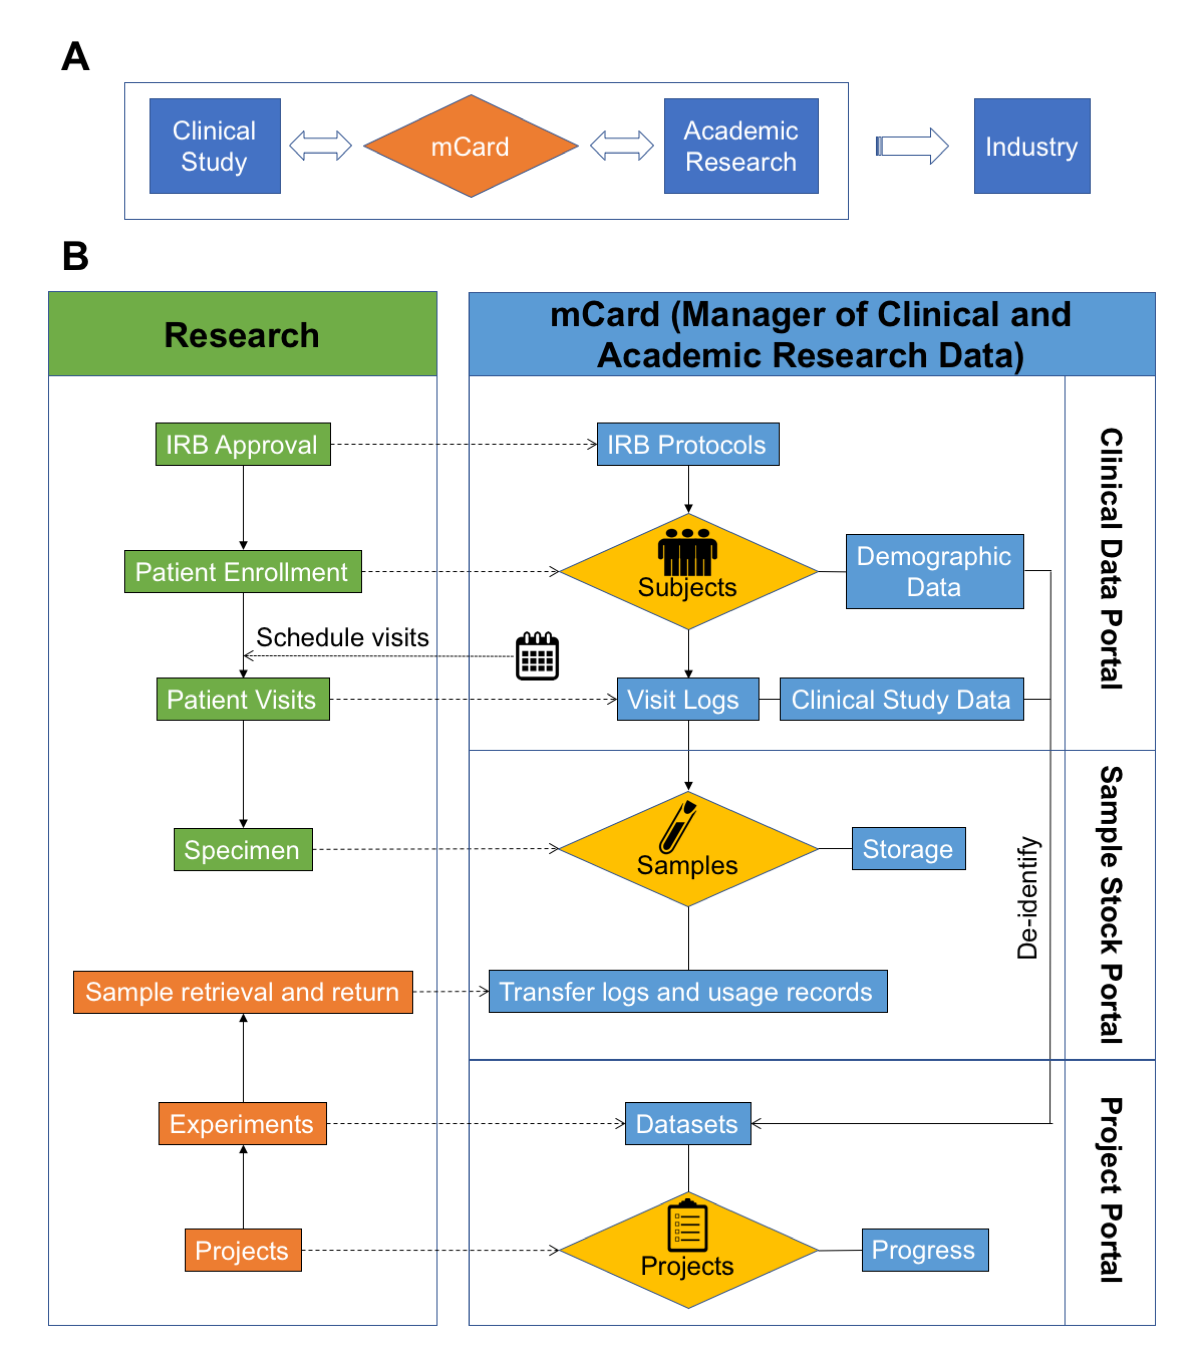 A
Clinical
Study
mCard
Academic
Research
Industry
B
Research
mCard (Manager of Clinical and
Academic Research Data)
IRB Approval
IRB Protocols
Patient Enrollment
Subjects
Demographic
Data
Schedule visits
Patient Visits
Visit Logs
Clinical Study Data
Clinical Data Portal
Specimen
Samples
Storage
De-identify
Sample retrieval and return
Transfer logs and usage records
Sample Stock Portal
Experiments
Datasets
Projects
Projects
Progress
Project Portal